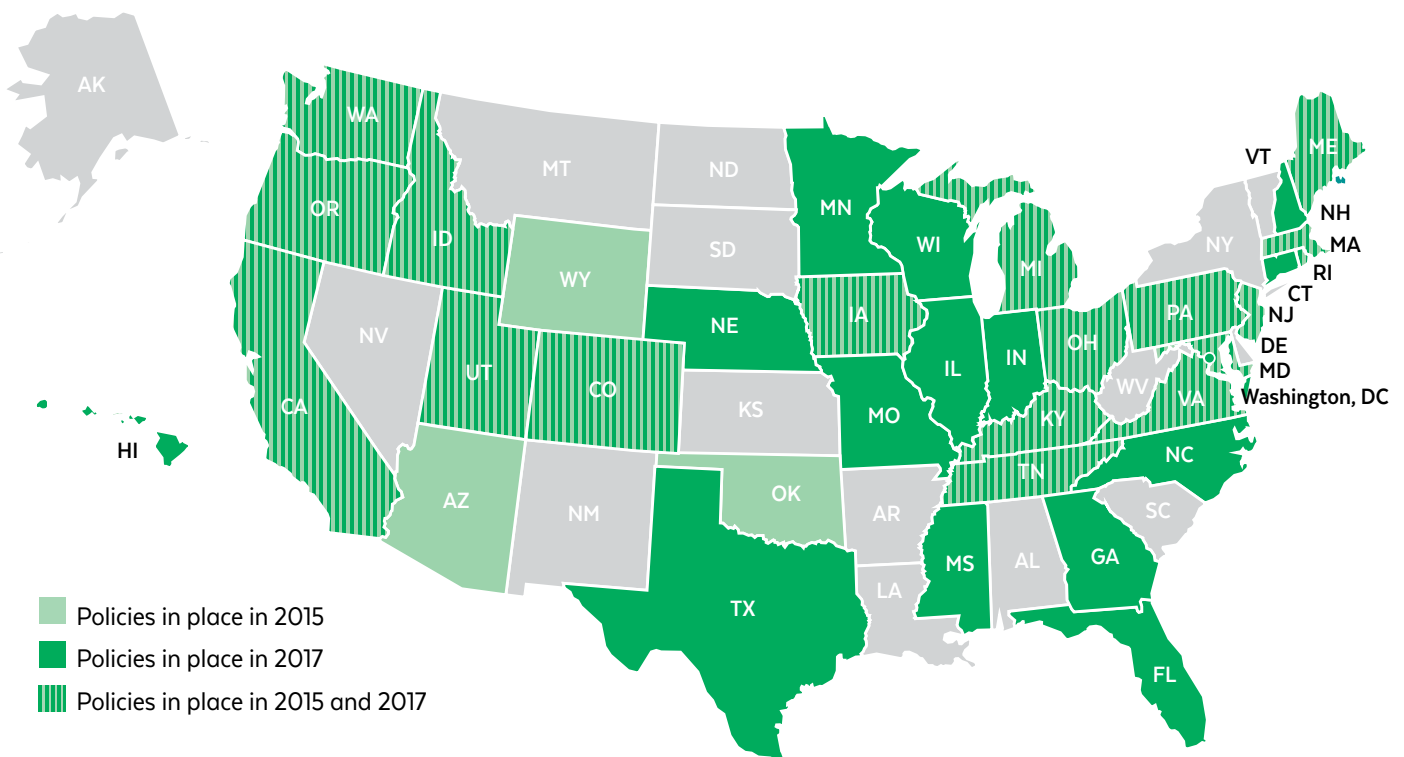 AK
WA
MT
ND
MN
VT
ME
OR
ID
SD
WI
MI
NY
NH
MA
RI
CT
WY
IA
PA
NJ
NE
OH
DE
MD
NV
UT
CO
IL
IN
WV
VA
Washington, DC
CA
KS
MO
KY
HI
TN
NC
AZ
NM
OK
AR
SC
MS
AL
GA
LA
TX
FL
Policies in place in 2015
Policies in place in 2017
Policies in place in 2015 and 2017